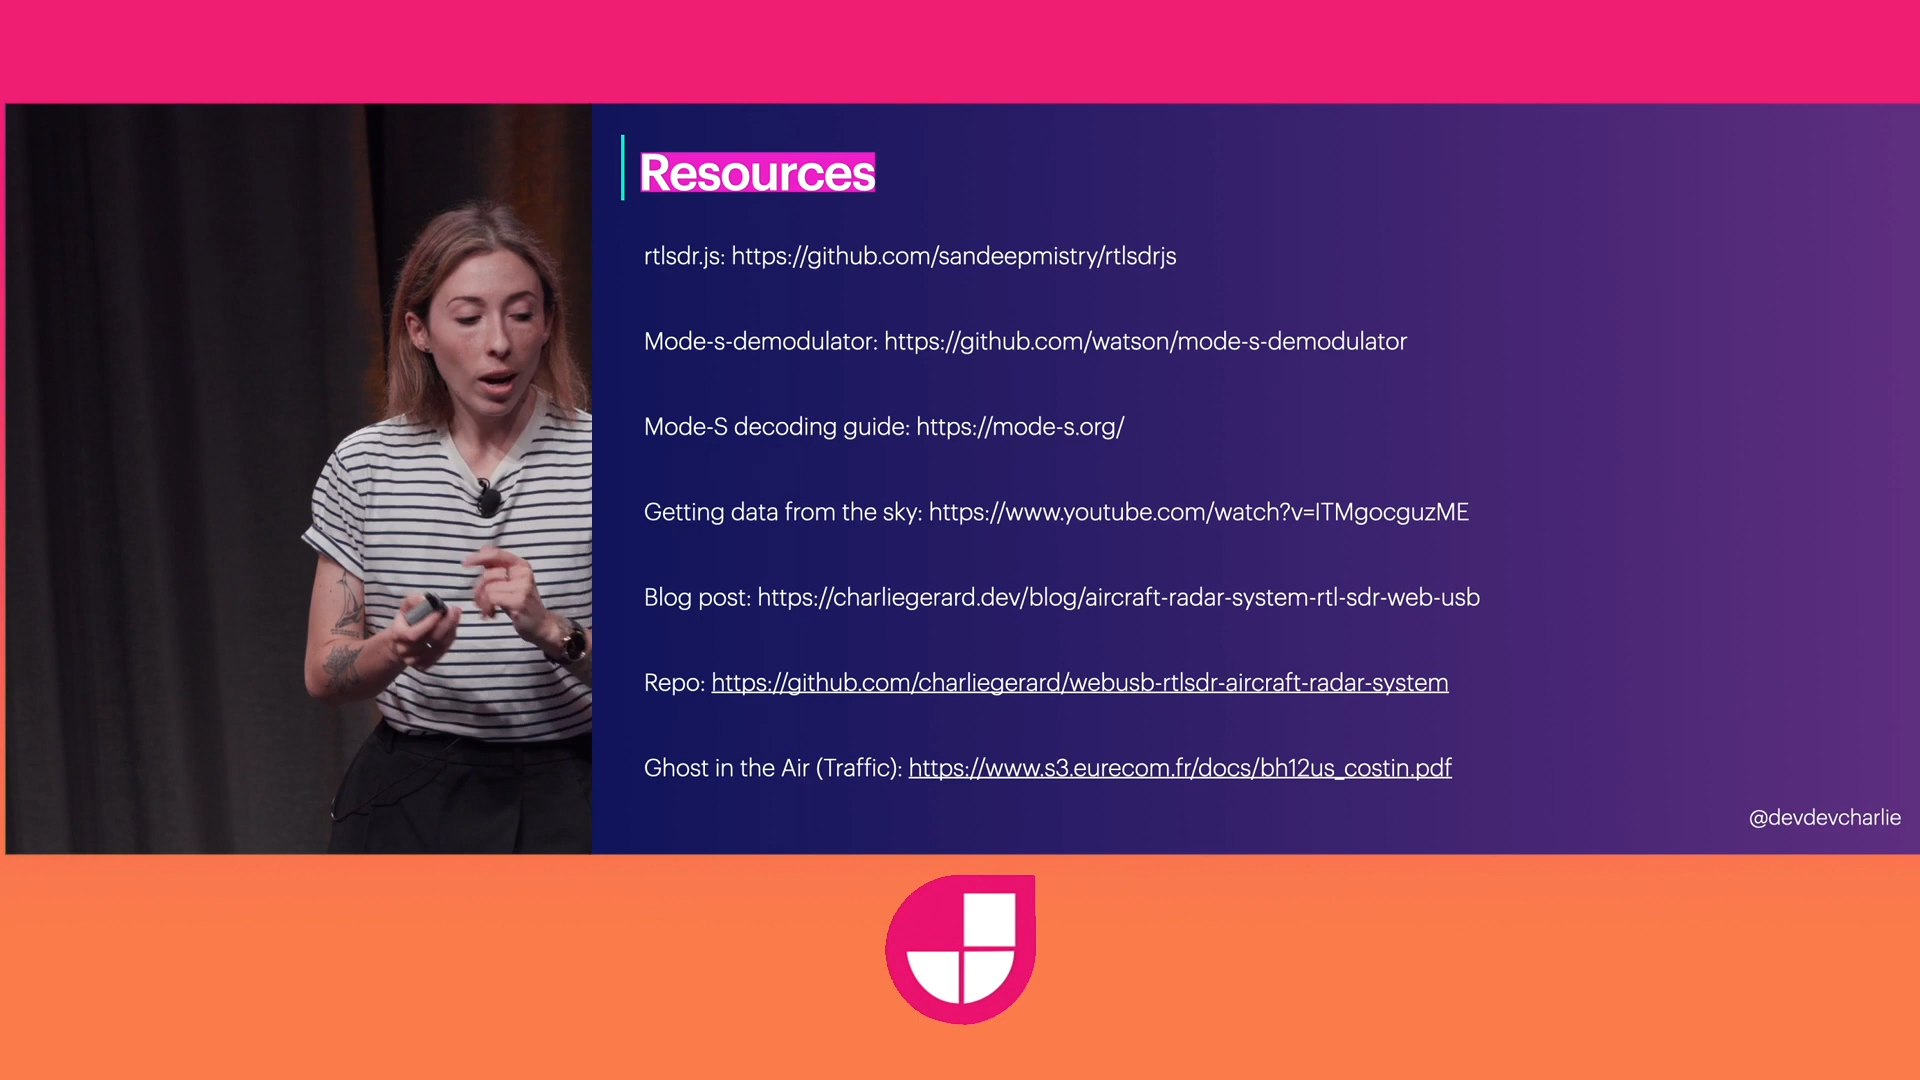 Resources
rtlsdr.js: https://github.com/sandeepmistry/rtlsdrjs
Mode-s-demodulator: https://github.com/watson/mode-s-demodulator
Mode-S decoding guide: https://mode-s.org/
Getting data from the sky: https://www.youtube.com/watch?v=ITMgocguzME
Blog post: https://charliegerard.dev/blog/aircraft-radar-system-rtl-sdr-web-usb
Repo: https://github.com/charliegerard/webusb-rtlsdr-aircraft-radar-system
Ghost in the Air (Traffic): https://www.s3.eurecom.fr/docs/bh12us_costin.pdf
@devdevcharlie